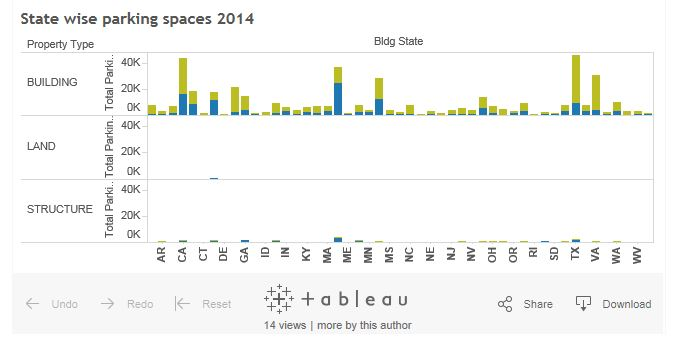 State wise parking spaces 2014
Property Type
Bldg State
BUILDING
Total Parki..
40K
20K
0K
LAND
Total Parkin..
40K
20K
0K
STRUCTURE
Total Parki..
40K
20K
0K
AR CA CT DE GA ID IN KY MA ME MN MS NC NE NJ NV OH OR RI SD TX VA WA WV
Undo
Redo
Reset
+ableau
Share
Download
14 views | more by this author